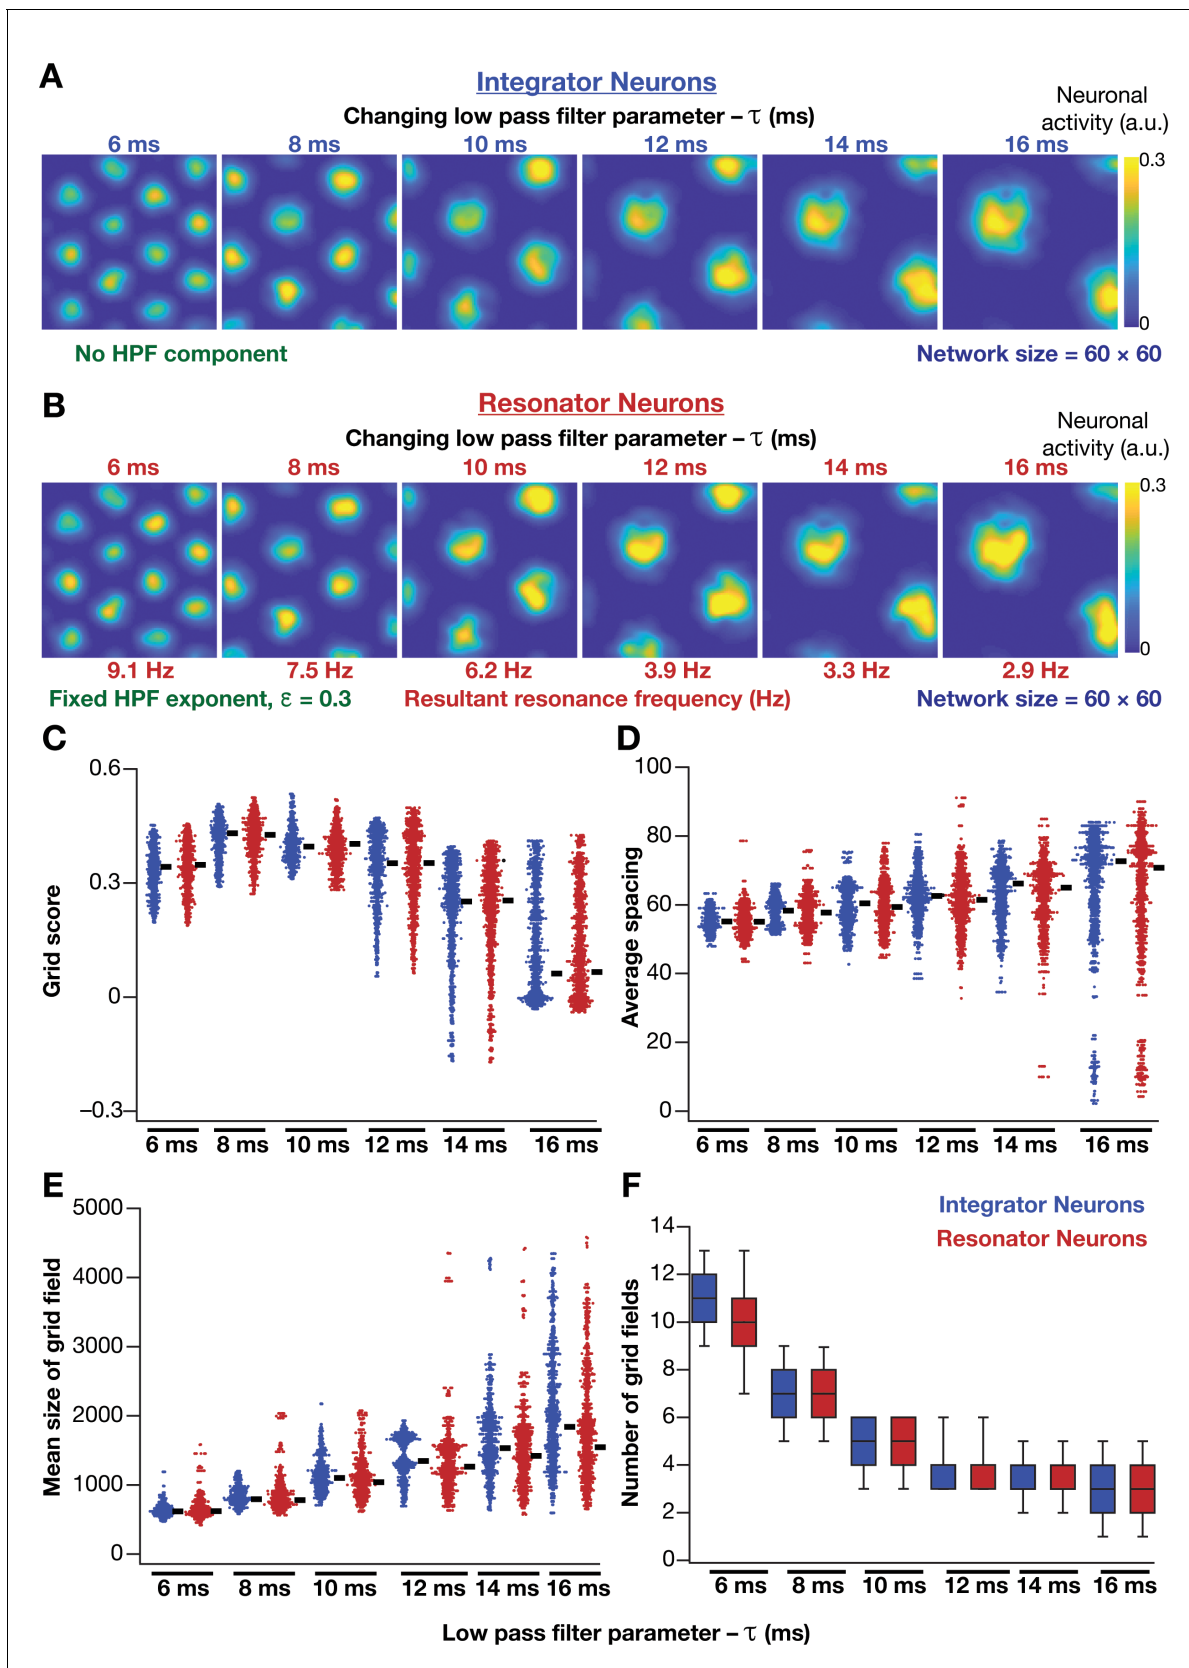 A
Integrator Neurons
Changing low pass filter parameter – τ (ms)
Neuronal
activity (a.u.)
6 ms 8 ms 10 ms 12 ms 14 ms 16 ms
0.3
0
No HPF component
Network size = 60 × 60
B
Resonator Neurons
Changing low pass filter parameter – τ (ms)
Neuronal
activity (a.u.)
6 ms 8 ms 10 ms 12 ms 14 ms 16 ms
0.3
0
9.1 Hz 7.5 Hz 6.2 Hz 3.9 Hz 3.3 Hz 2.9 Hz
Fixed HPF exponent, ε = 0.3
Resultant resonance frequency (Hz)
Network size = 60 × 60
C
Grid score
0.6
0.3
0
–0.3
6 ms 8 ms 10 ms 12 ms 14 ms 16 ms
D
Average spacing
100
80
60
40
20
0
6 ms 8 ms 10 ms 12 ms 14 ms 16 ms
E
Mean size of grid field
5000
4000
3000
2000
1000
0
6 ms 8 ms 10 ms 12 ms 14 ms 16 ms
F
Integrator Neurons
Resonator Neurons
Number of grid fields
14
12
10
8
6
4
2
0
6 ms 8 ms 10 ms 12 ms 14 ms 16 ms
Low pass filter parameter – τ (ms)